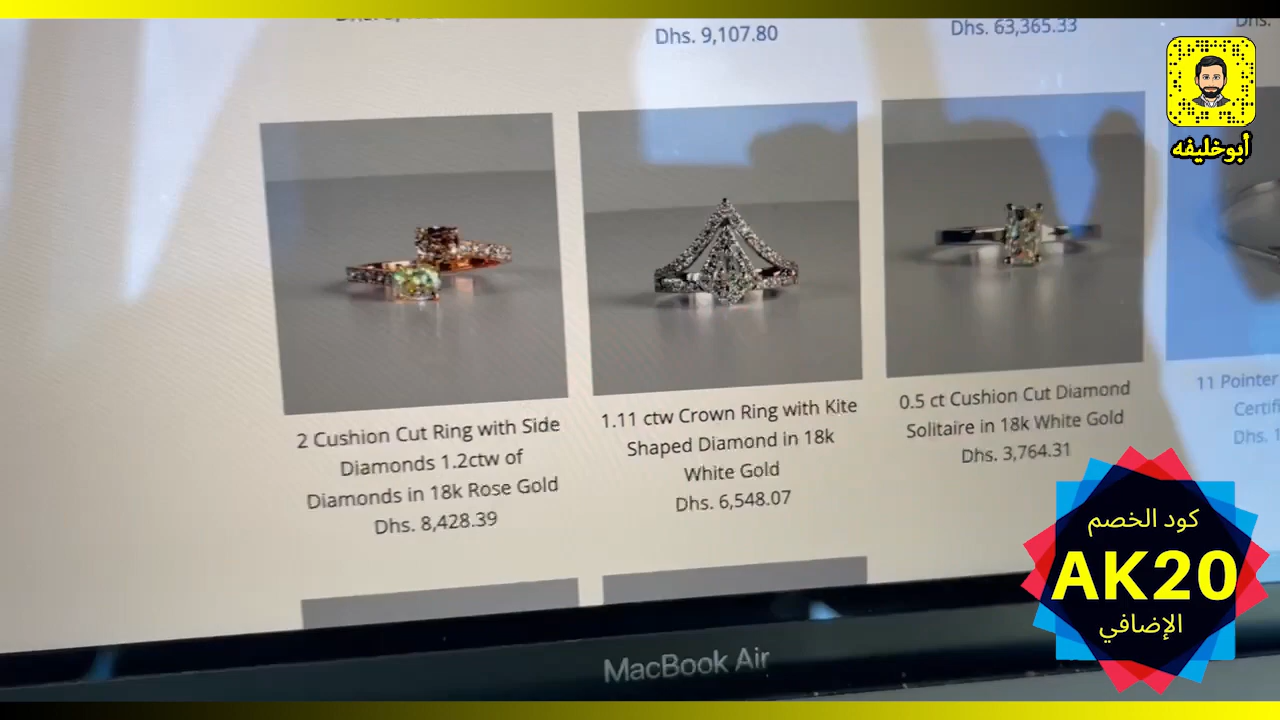 Dhs. 9,107.80
Dhs. 63,365.33
Dhs.
أبوخليفه
2 Cushion Cut Ring with Side
Diamonds 1.2ctw of
Diamonds in 18k Rose Gold
Dhs. 8,428.39
1.11 ctw Crown Ring with Kite
Shaped Diamond in 18k
White Gold
Dhs. 6,548.07
0.5 ct Cushion Cut Diamond
Solitaire in 18k White Gold
Dhs. 3,764.31
11 Pointer
Certifi
Dhs. 1
كود الخصم
AK20
الإضافي
MacBook Air